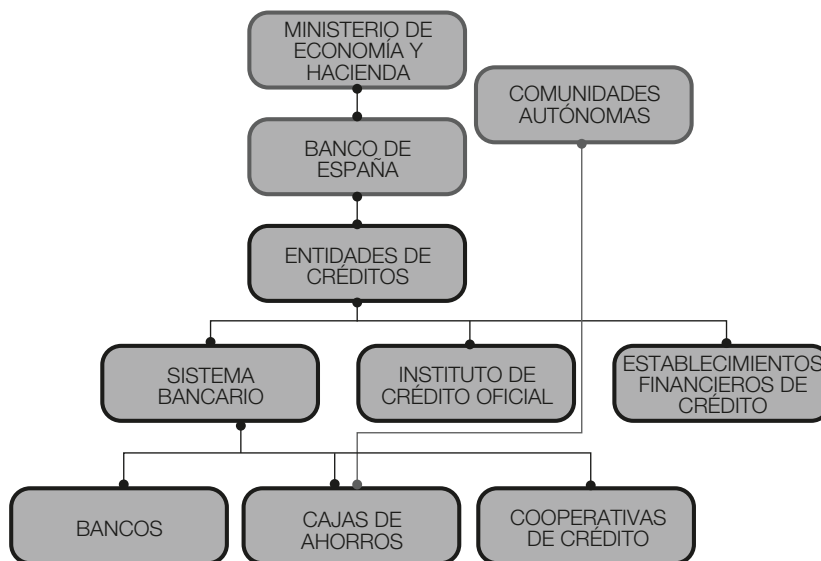 MINISTERIO DE
ECONOMÍA Y
HACIENDA
COMUNIDADES
AUTÓNOMAS
BANCO DE
ESPAÑA
ENTIDADES DE
CRÉDITOS
SISTEMA
BANCARIO
INSTITUTO DE
CRÉDITO OFICIAL
ESTABLECIMIENTOS
FINANCIEROS DE
CRÉDITO
BANCOS
CAJAS DE
AHORROS
COOPERATIVAS
DE CRÉDITO